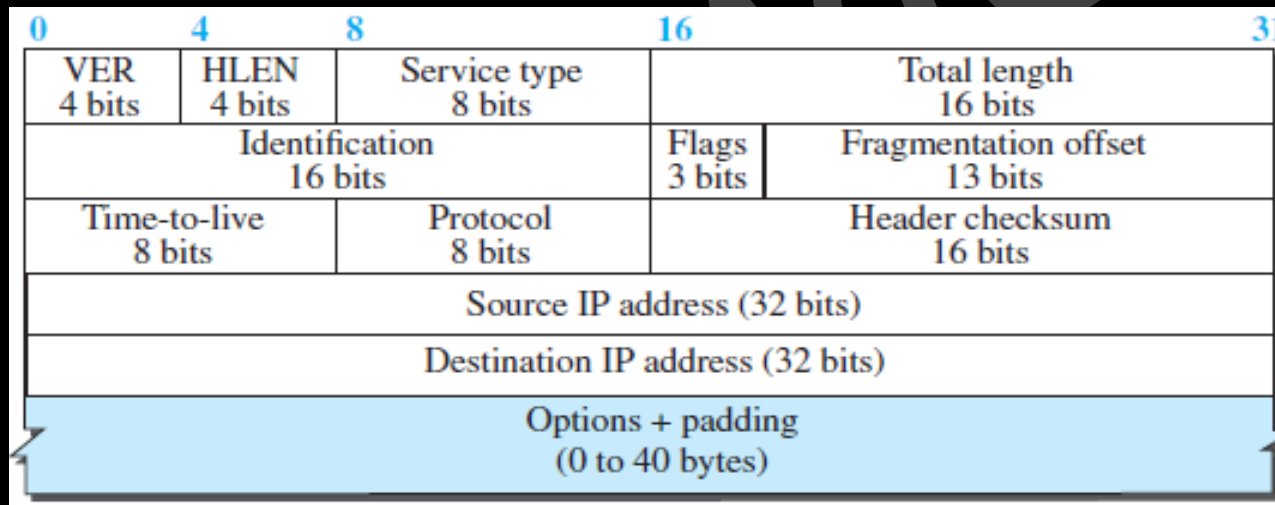 0 4 8 16 31
VER HLEN Service type Total length
4 bits 4 bits 8 bits 16 bits
Identification Flags Fragmentation offset
16 bits 3 bits 13 bits
Time-to-live Protocol Header checksum
8 bits 8 bits 16 bits
Source IP address (32 bits)
Destination IP address (32 bits)
Options + padding
(0 to 40 bytes)